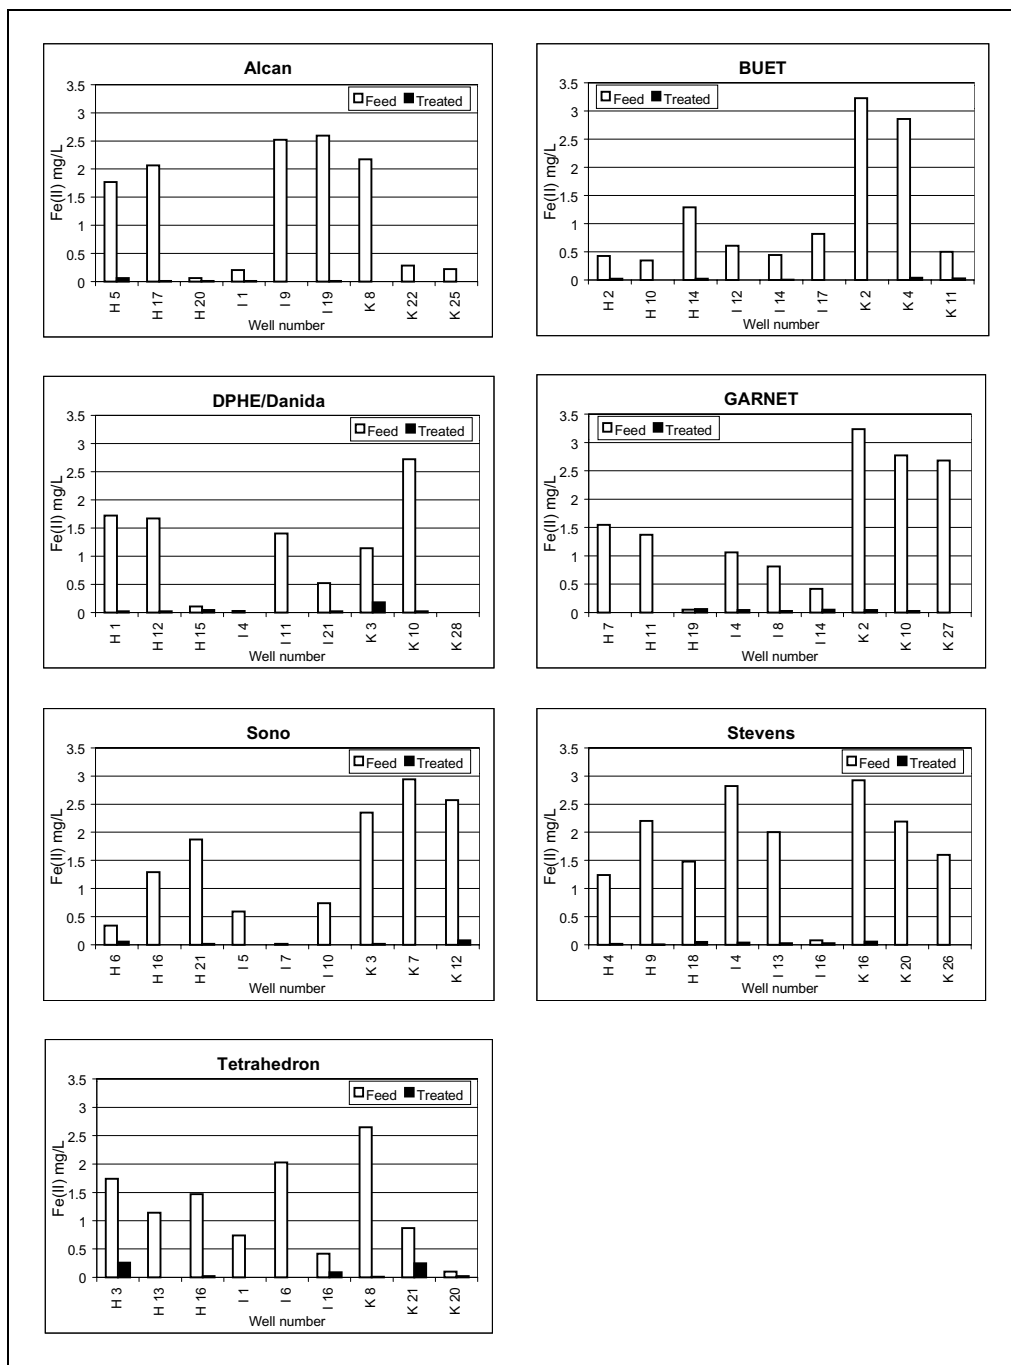 Alcan
Feed Treated
Fe(II) mg/L
3.5
3
2.5
2
1.5
1
0.5
0
H 5 H 17 H 20 I 1 I 9 I 19 K 8 K 22 K 25
Well number
BUET
Feed Treated
Fe(II) mg/L
3.5
3
2.5
2
1.5
1
0.5
0
H 2 H 10 H 14 I 12 I 14 I 17 K 2 K 4 K 11
Well number
DPHE/Danida
Feed Treated
Fe(II) mg/L
3.5
3
2.5
2
1.5
1
0.5
0
H 1 H 12 H 15 I 4 I 11 I 21 K 3 K 10 K 28
Well number
GARNET
Feed Treated
Fe(II) mg/L
3.5
3
2.5
2
1.5
1
0.5
0
H 7 H 11 H 19 I 4 I 8 I 14 K 2 K 10 K 27
Well number
Sono
Feed Treated
Fe(II) mg/L
3.5
3
2.5
2
1.5
1
0.5
0
H 6 H 16 H 21 I 5 I 7 I 10 K 3 K 7 K 12
Well number
Stevens
Feed Treated
Fe(II) mg/L
3.5
3
2.5
2
1.5
1
0.5
0
H 4 H 9 H 18 I 4 I 13 I 16 K 16 K 20 K 26
Well number
Tetrahedron
Feed Treated
Fe(II) mg/L
3.5
3
2.5
2
1.5
1
0.5
0
H 3 H 13 H 16 I 1 I 6 I 16 K 8 K 21 K 20
Well number